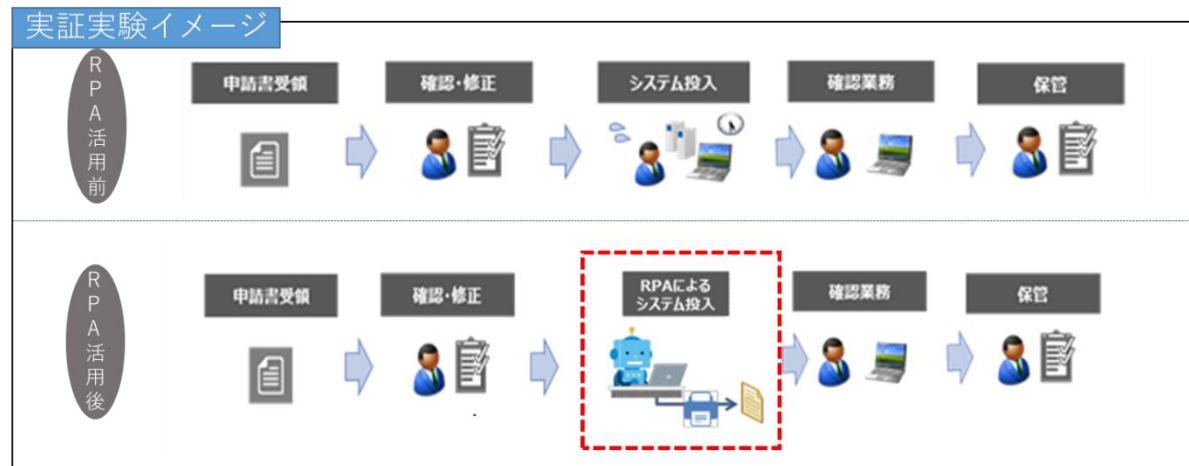 実証実験イメージ
RPA活用前
申請書受領
確認・修正
システム投入
確認業務
保管
RPA活用後
申請書受領
確認・修正
RPAによる
システム投入
確認業務
保管